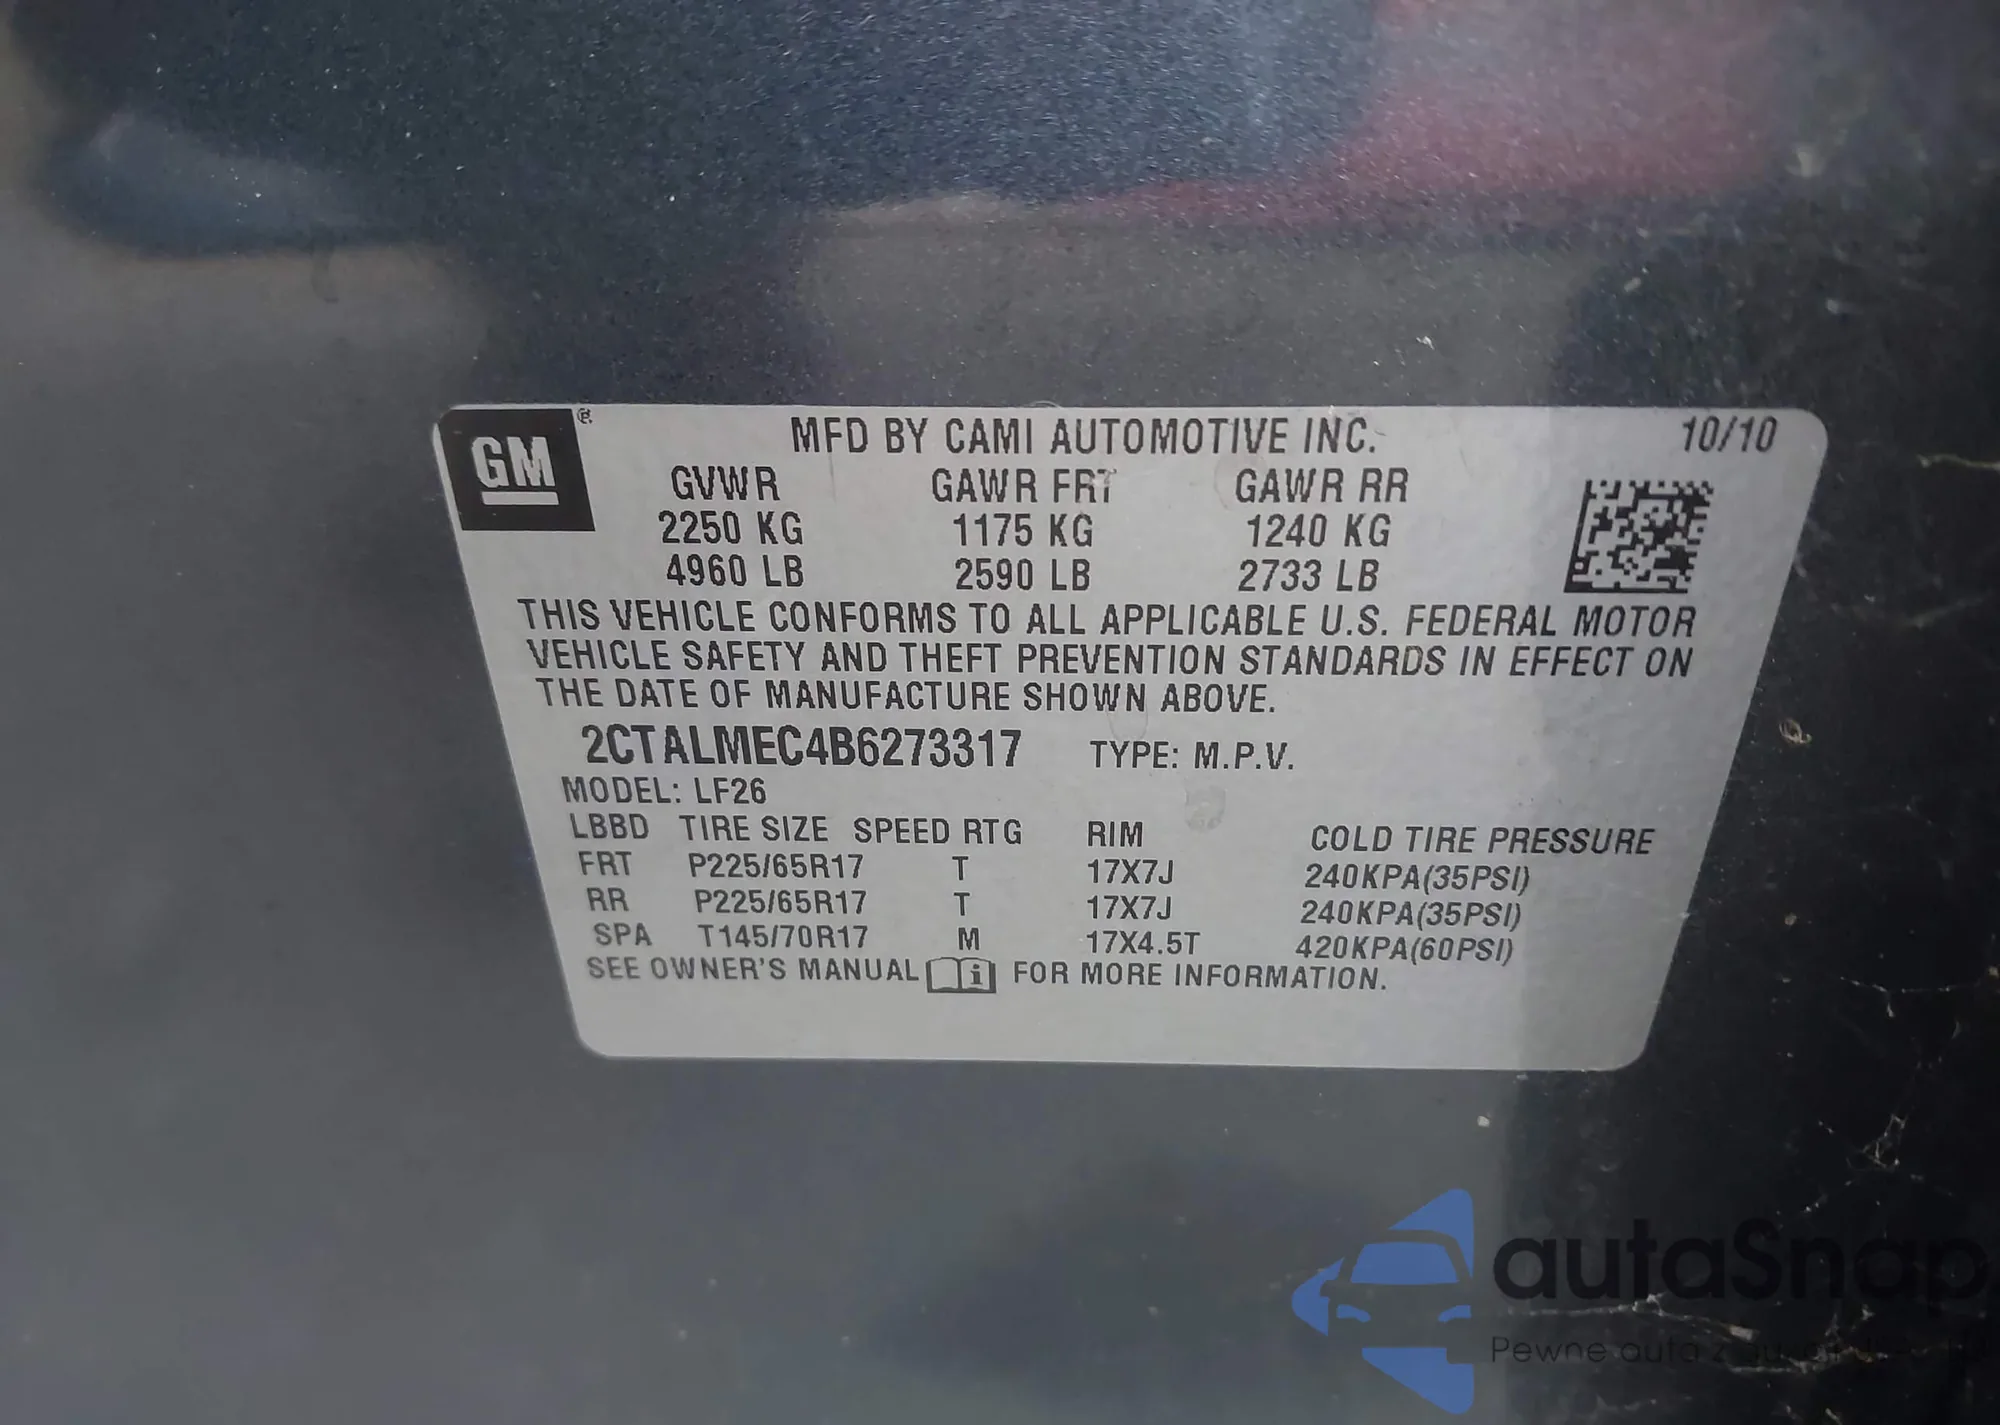 GM ®
MFD BY CAMI AUTOMOTIVE INC.
10/10
GVWR GAWR FRT GAWR RR
2250 KG 1175 KG 1240 KG
4960 LB 2590 LB 2733 LB
THIS VEHICLE CONFORMS TO ALL APPLICABLE U.S. FEDERAL MOTOR
VEHICLE SAFETY AND THEFT PREVENTION STANDARDS IN EFFECT ON
THE DATE OF MANUFACTURE SHOWN ABOVE.
2CTALMEC4B6273317 TYPE: M.P.V.
MODEL: LF26
LBBD TIRE SIZE SPEED RTG RIM COLD TIRE PRESSURE
FRT P225/65R17 T 17X7J 240KPA(35PSI)
RR P225/65R17 T 17X7J 240KPA(35PSI)
SPA T145/70R17 M 17X4.5T 420KPA(60PSI)
SEE OWNER'S MANUAL i FOR MORE INFORMATION.
autaSnap
Pewne auta z